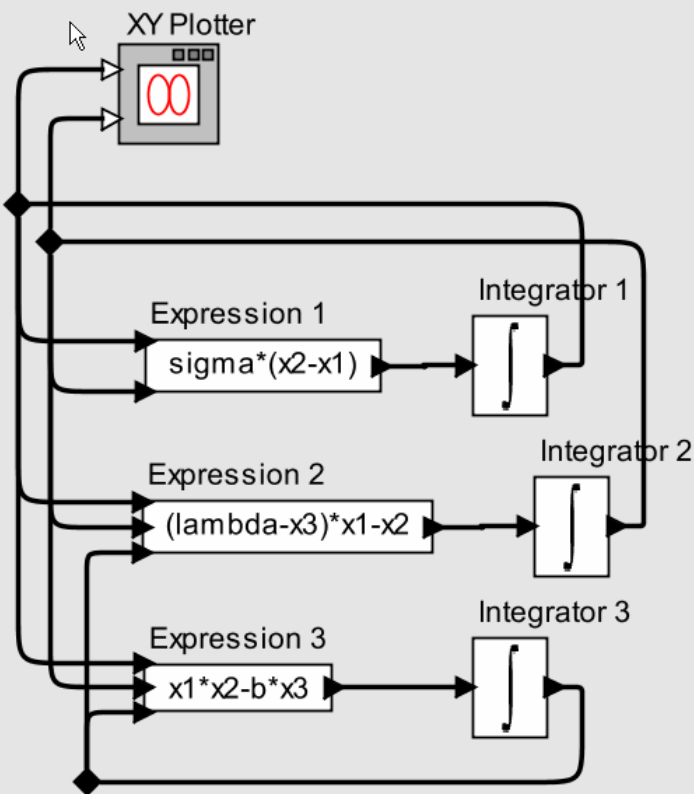 XY Plotter
Integrator 1
Expression 1
sigma*(x2-x1)
Integrator 2
Expression 2
(lambda-x3)*x1-x2
Integrator 3
Expression 3
x1*x2-b*x3